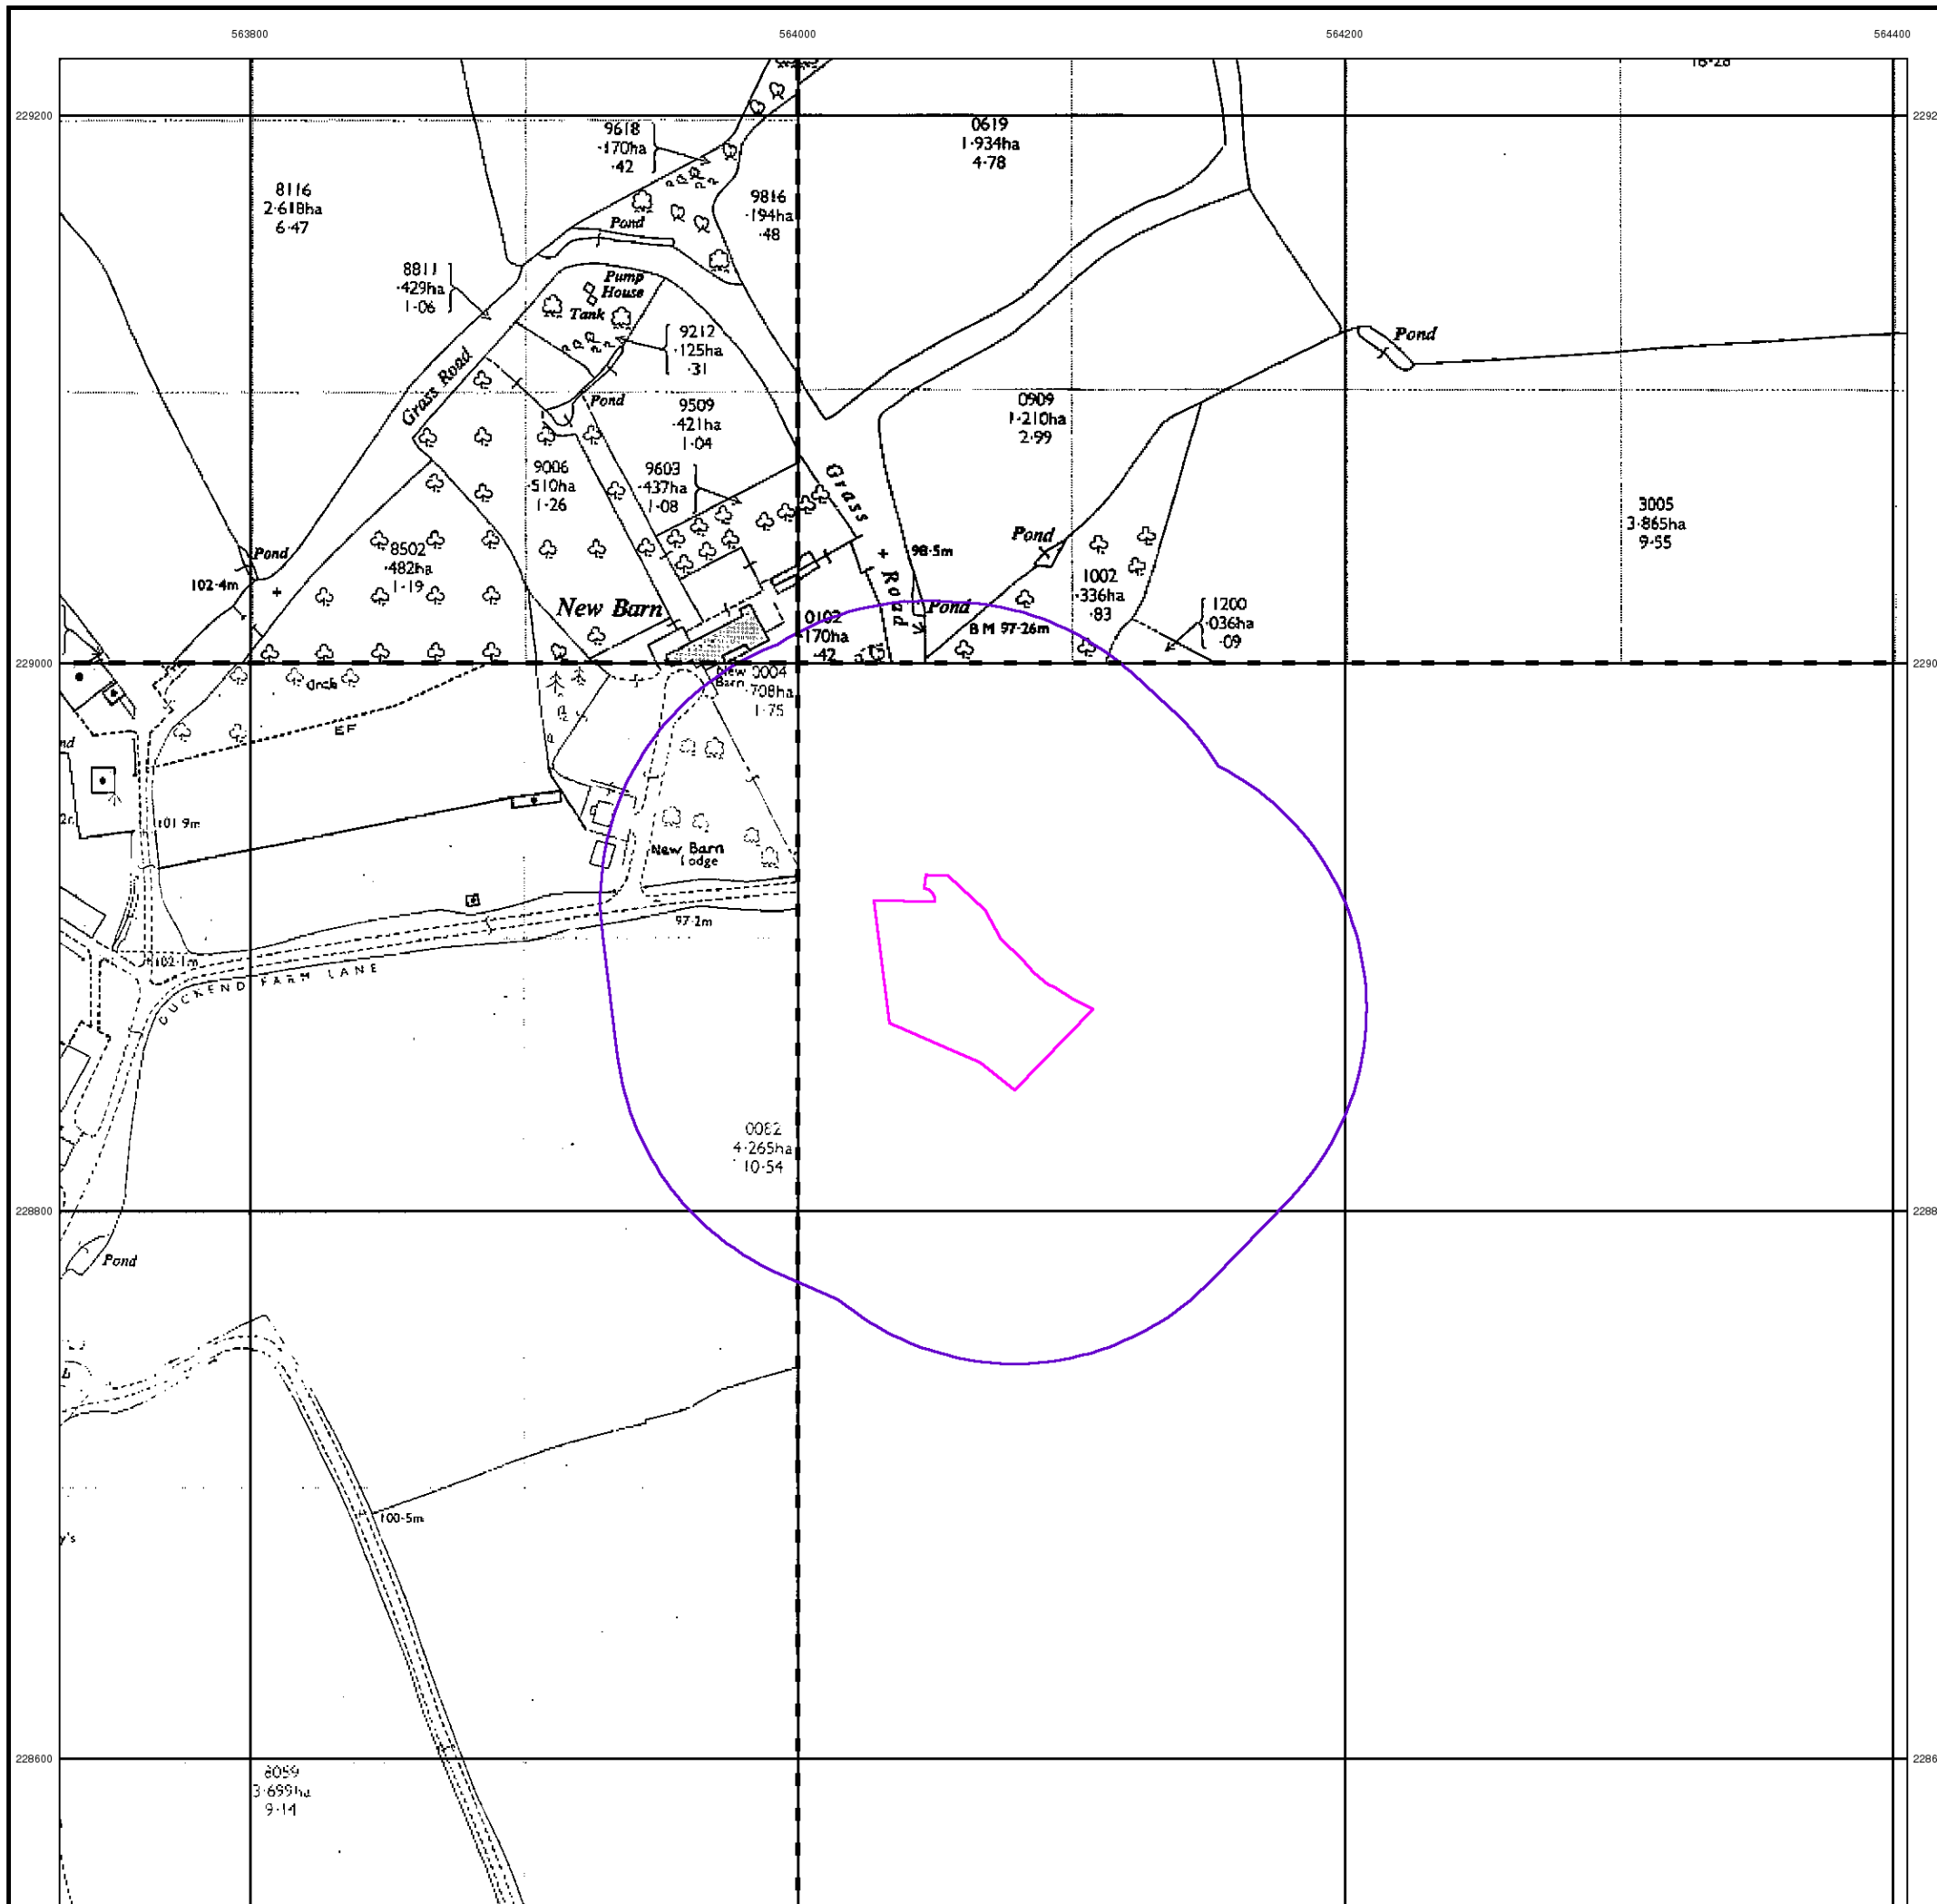 563800
564000
564200
564400
229200
9618
·170ha
·42
0619
1·934ha
4·78
8116
2·618ha
6·47
9816
·194ha
·48
Pond
8811
·429ha
1·06
Pump
House
Tank
9212
·125ha
·31
Pond
Grass Road
Pond
9509
·421ha
1·04
0909
1·210ha
2·99
9006
·510ha
1·26
9603
·437ha
1·08
Grass Road
3005
3·865ha
9·55
8502
·482ha
1·19
Pond
98·5m
Pond
102·4m
1002
·336ha
·83
New Barn
0102
·170ha
·42
Pond
B M 97·26m
1200
·036ha
·09
229000
New
Barn
0004
·708ha
1·75
Orch
EF
101·9m
New Barn
Lodge
97·2m
102·1m
DUCKEND FARM LANE
0082
4·265ha
10·54
228800
Pond
100·5m
y's
228600
8059
3·699ha
9·14